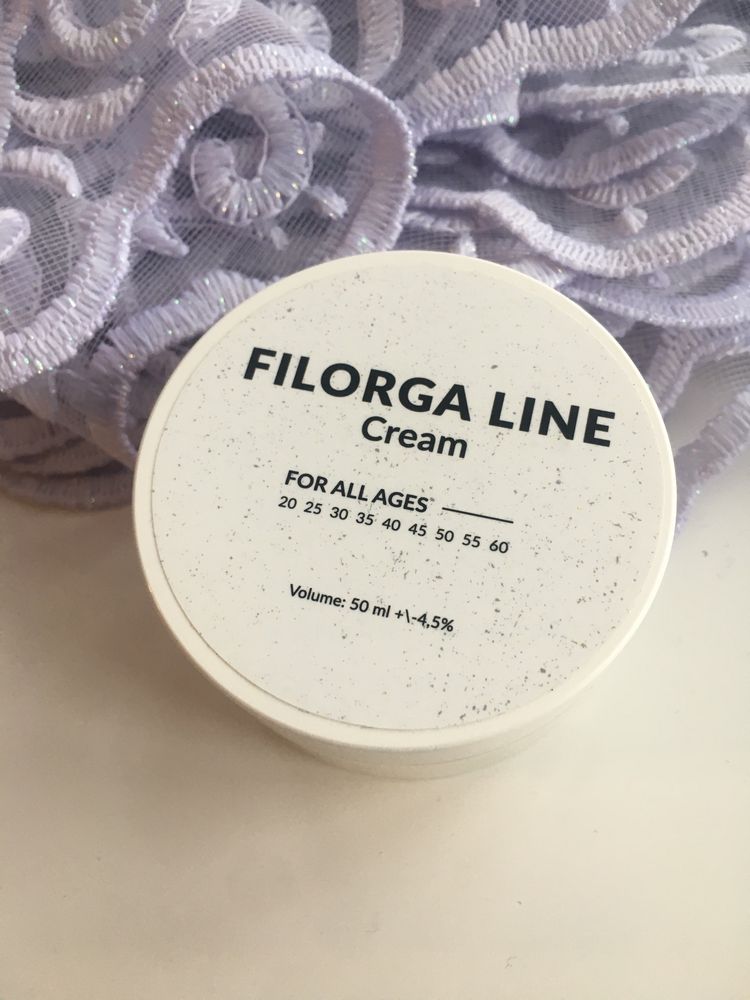 FILORGA LINE
Cream
FOR ALL AGES
20 25 30 35 40 45 50 55 60
Volume: 50 ml +\-4,5%